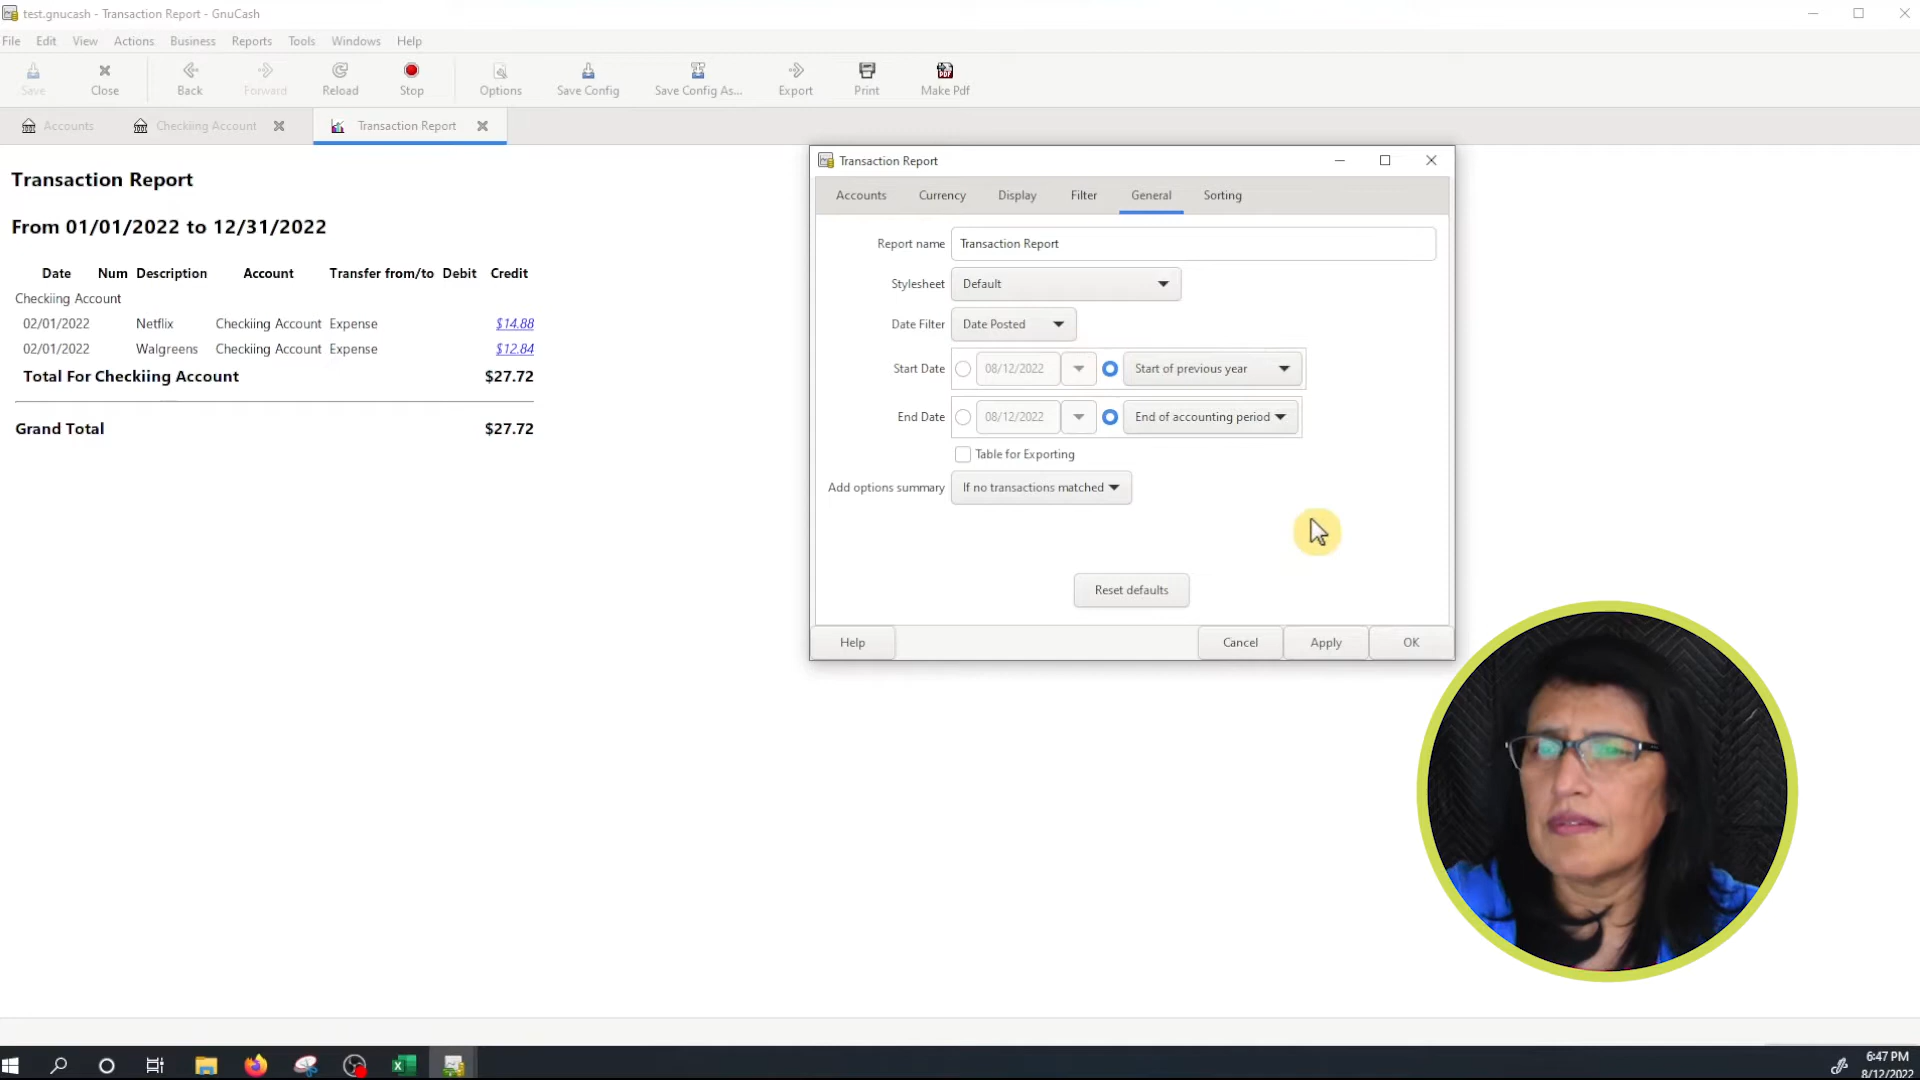 test.gnucash - Transaction Report - GnuCash
File Edit View Actions Business Reports Tools Windows Help
Save Close Back Forward Reload Stop Options Save Config Save Config As... Export Print Make Pdf
Accounts Checkiing Account Transaction Report
Transaction Report
From 01/01/2022 to 12/31/2022
Date Num Description Account Transfer from/to Debit Credit
Checkiing Account
02/01/2022 Netflix Checkiing Account Expense $14.88
02/01/2022 Walgreens Checkiing Account Expense $12.84
Total For Checkiing Account $27.72
Grand Total $27.72
Transaction Report
Accounts Currency Display Filter General Sorting
Report name Transaction Report
Stylesheet Default
Date Filter Date Posted
Start Date 08/12/2022 Start of previous year
End Date 08/12/2022 End of accounting period
Table for Exporting
Add options summary If no transactions matched
Reset defaults
Help Cancel Apply OK
6:47 PM
8/12/2022